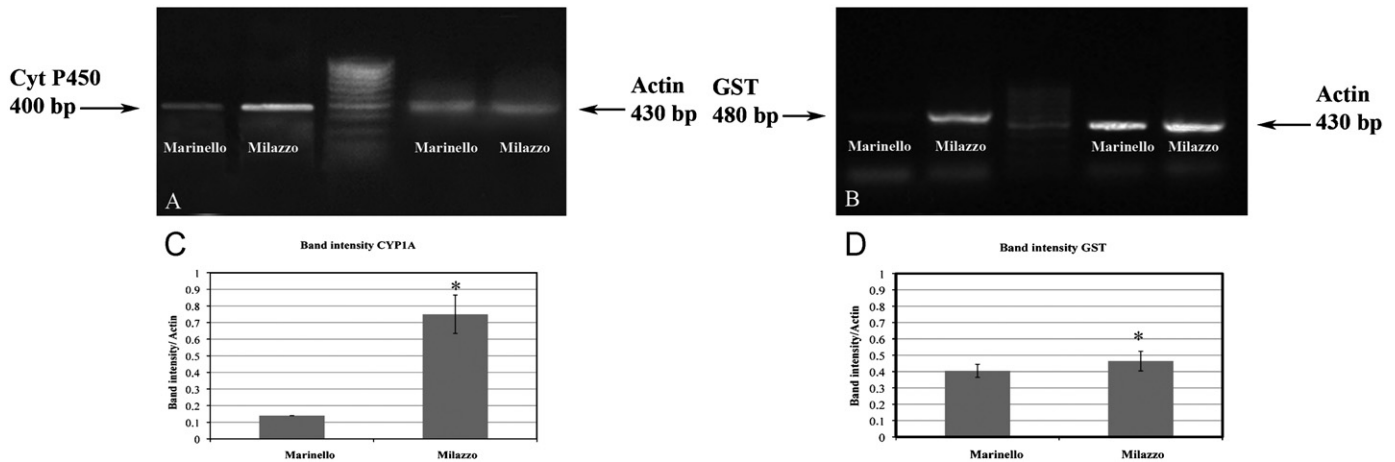 Cyt P450
400 bp
Marinello
Milazzo
Marinello
Milazzo
A
Actin
430 bp
GST
480 bp
Marinello
Milazzo
Marinello
Milazzo
B
Actin
430 bp
C
Band intensity CYP1A
Band intensity/ Actin
1
0.9
0.8
0.7
0.6
0.5
0.4
0.3
0.2
0.1
0
*
Marinello
Milazzo
D
Band intensity GST
Band intensity/Actin
1
0.9
0.8
0.7
0.6
0.5
0.4
0.3
0.2
0.1
0
*
Marinello
Milazzo